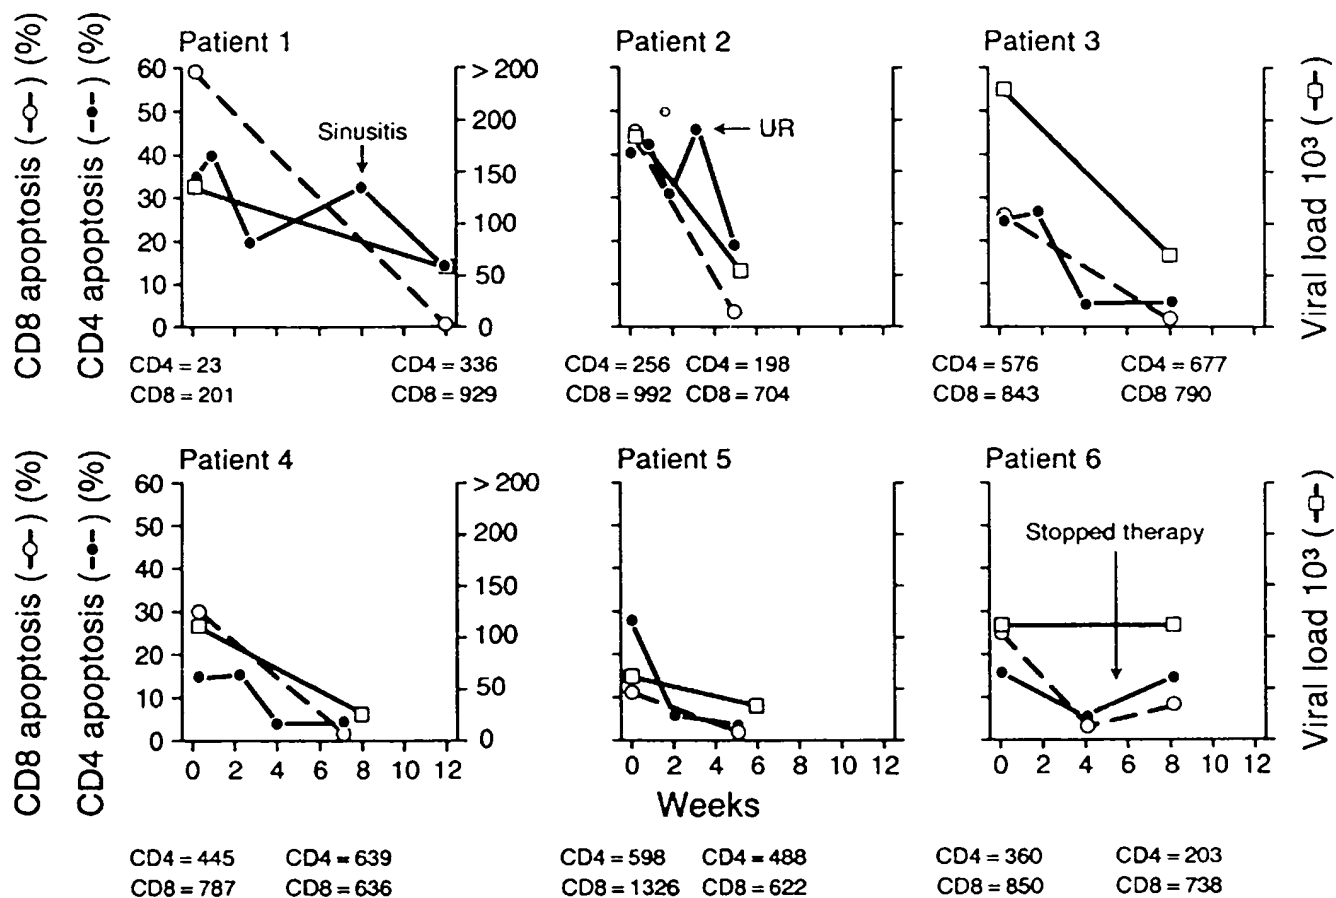 Patient 1
Patient 2
Patient 3
CD8 apoptosis (--) (%)
CD4 apoptosis (--) (%)
60
50
40
30
20
10
0
Sinusitis
> 200
200
150
100
50
0
UR
Viral load 10³ (--)
CD4 = 23
CD8 = 201
CD4 = 336
CD8 = 929
CD4 = 256
CD8 = 992
CD4 = 198
CD8 = 704
CD4 = 576
CD8 = 843
CD4 = 677
CD8 790
Patient 4
Patient 5
Patient 6
CD8 apoptosis (--) (%)
CD4 apoptosis (--) (%)
60
50
40
30
20
10
0
> 200
200
150
100
50
0
Stopped therapy
Viral load 10³ (--)
0 2 4 6 8 10 12
0 2 4 6 8 10 12
0 2 4 6 8 10 12
Weeks
CD4 = 445
CD8 = 787
CD4 = 639
CD8 = 636
CD4 = 598
CD8 = 1326
CD4 = 488
CD8 = 622
CD4 = 360
CD8 = 850
CD4 = 203
CD8 = 738